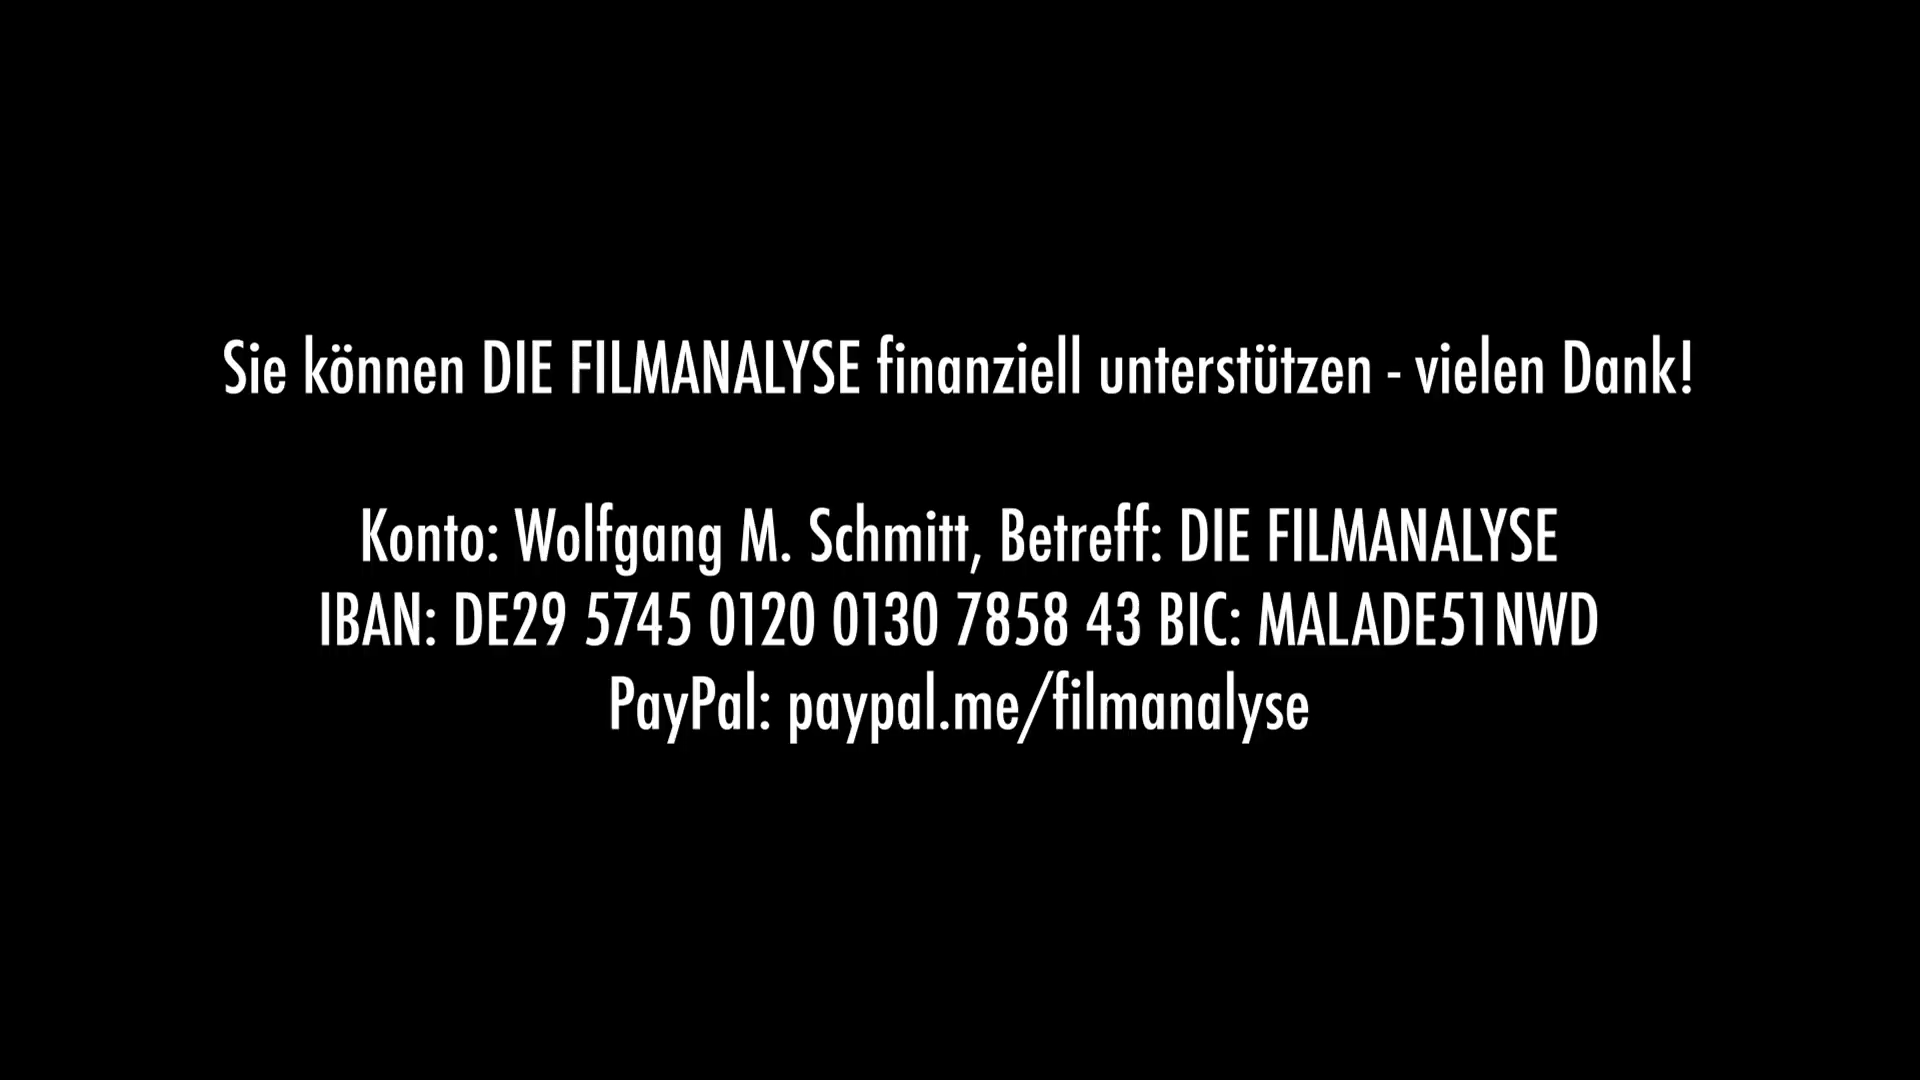 Sie können DIE FILMANALYSE finanziell unterstützen - vielen Dank!
Konto: Wolfgang M. Schmitt, Betreff: DIE FILMANALYSE
IBAN: DE29 5745 0120 0130 7858 43 BIC: MALADE51NWD
PayPal: paypal.me/filmanalyse